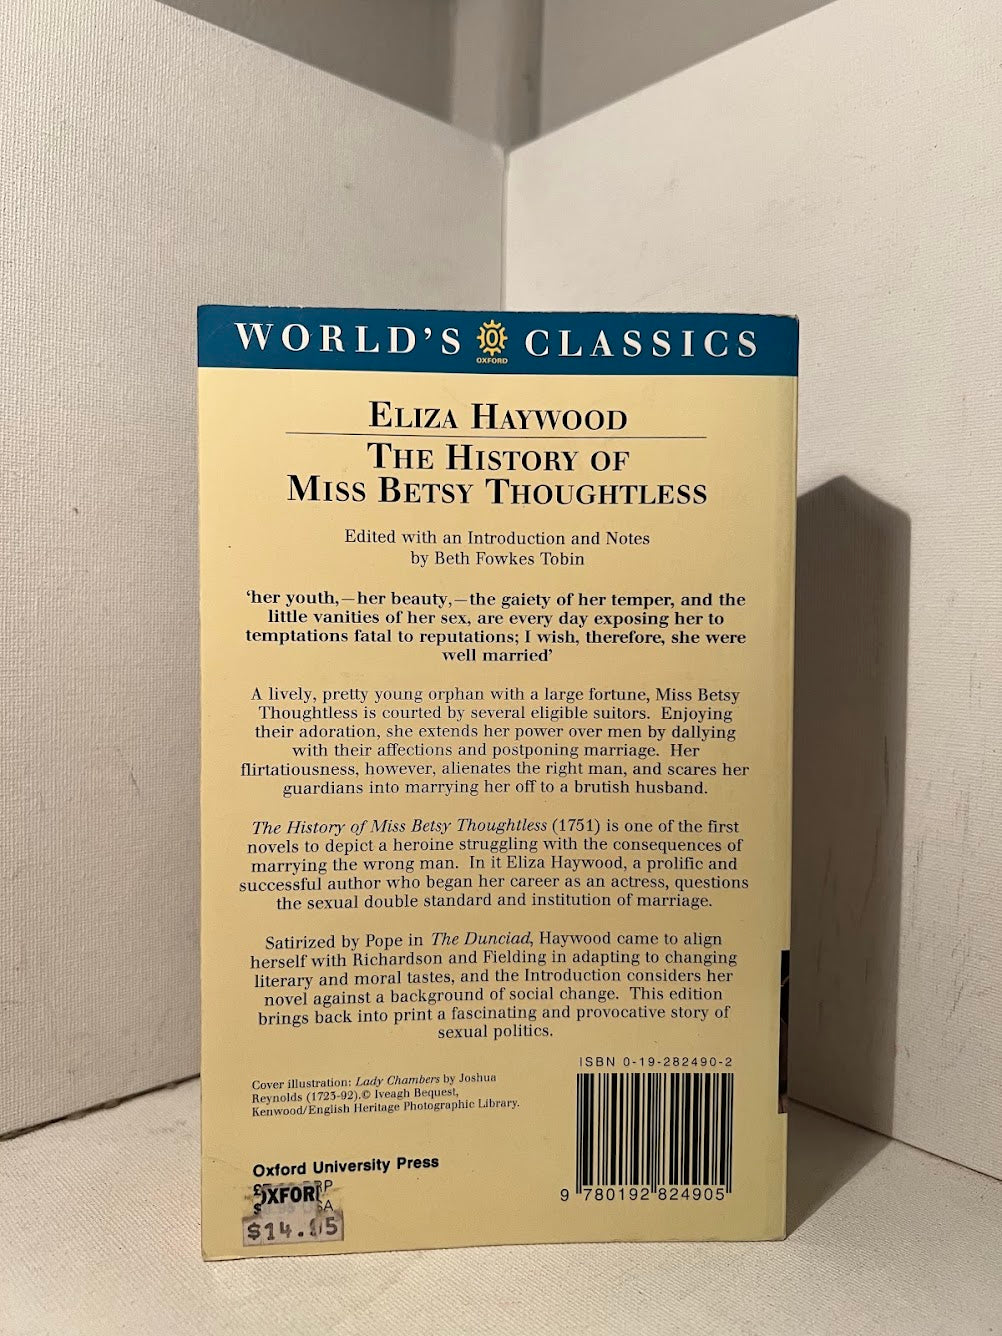 WORLD'S OXFORD CLASSICS
ELIZA HAYWOOD
THE HISTORY OF
MISS BETSY THOUGHTLESS
Edited with an Introduction and Notes
by Beth Fowkes Tobin
‘her youth,—her beauty,—the gaiety of her temper, and the
little vanities of her sex, are every day exposing her to
temptations fatal to reputations; I wish, therefore, she were
well married’
A lively, pretty young orphan with a large fortune, Miss Betsy
Thoughtless is courted by several eligible suitors. Enjoying
their adoration, she extends her power over men by dallying
with their affections and postponing marriage. Her
flirtatiousness, however, alienates the right man, and scares her
guardians into marrying her off to a brutish husband.
The History of Miss Betsy Thoughtless (1751) is one of the first
novels to depict a heroine struggling with the consequences of
marrying the wrong man. In it Eliza Haywood, a prolific and
successful author who began her career as an actress, questions
the sexual double standard and institution of marriage.
Satirized by Pope in The Dunciad, Haywood came to align
herself with Richardson and Fielding in adapting to changing
literary and moral tastes, and the Introduction considers her
novel against a background of social change. This edition
brings back into print a fascinating and provocative story of
sexual politics.
ISBN 0-19-282490-2
Cover illustration: Lady Chambers by Joshua
Reynolds (1723-92).© Iveagh Bequest,
Kenwood/English Heritage Photographic Library.
9 780192 824905
Oxford University Press
OXFOR